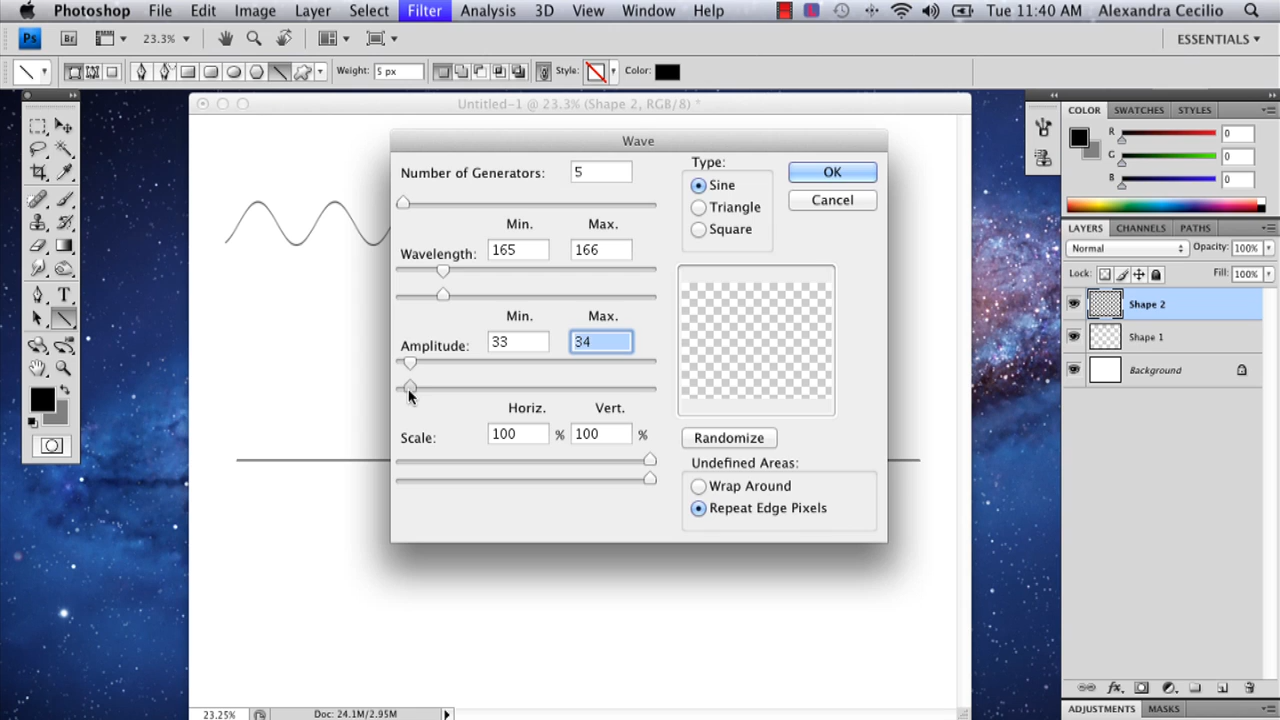 Photoshop File Edit Image Layer Select Filter Analysis 3D View Window Help Tue 11:40 AM Alexandra Cecilio
Ps Br 23.3% ESSENTIALS
Weight: 5 px Style: Color:
Untitled-1 @ 23.3% (Shape 2, RGB/8) *
Wave
Number of Generators: 5
Min. Max.
Wavelength: 165 166
Min. Max.
Amplitude: 33 34
Horiz. Vert.
Scale: 100 % 100 %
Type:
Sine
Triangle
Square
OK
Cancel
Randomize
Undefined Areas:
Wrap Around
Repeat Edge Pixels
T
23.25% Doc: 24.1M/2.95M
COLOR SWATCHES STYLES
R 0
G 0
B 0
LAYERS CHANNELS PATHS
Normal Opacity: 100%
Lock: Fill: 100%
Shape 2
Shape 1
Background
fx
ADJUSTMENTS MASKS